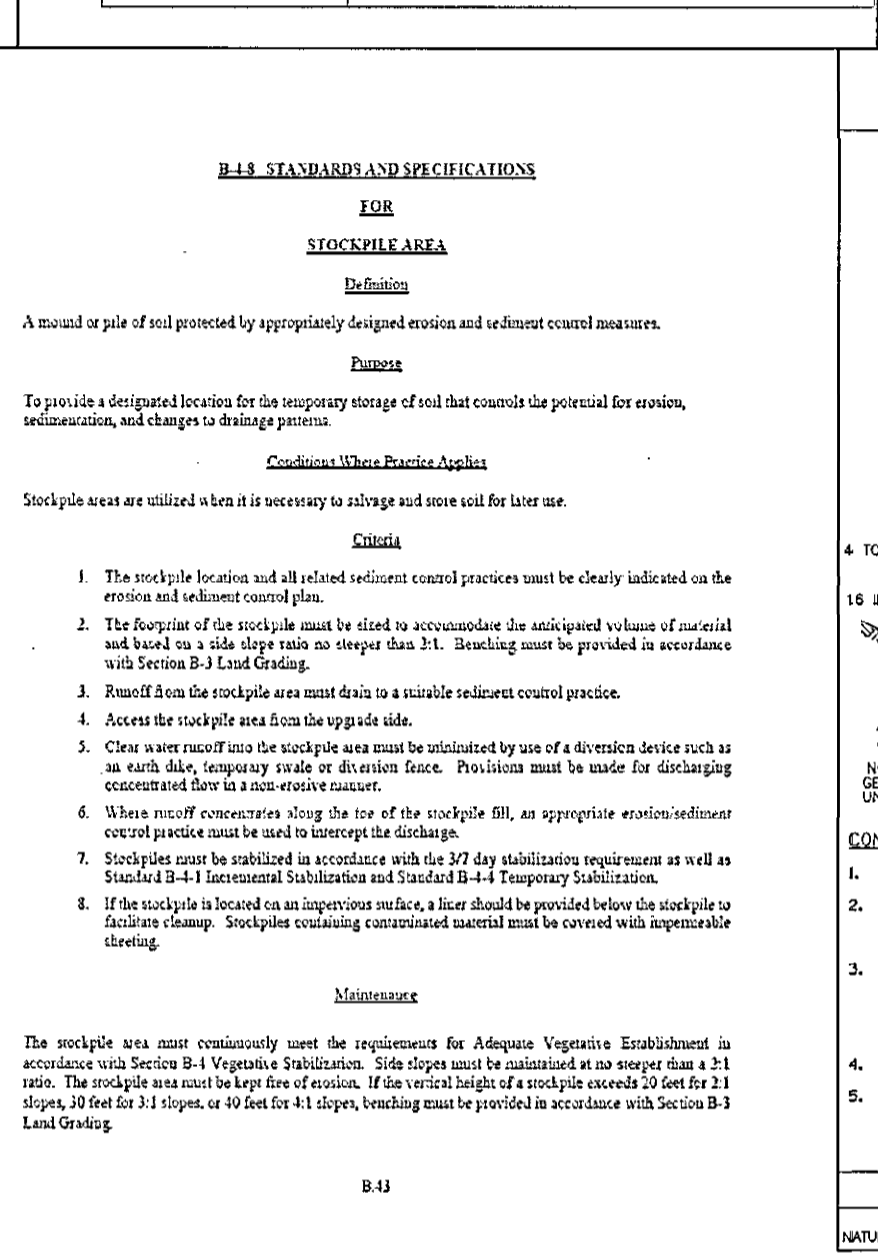 B-4-8 STANDARDS AND SPECIFICATIONS
FOR
STOCKPILE AREA
Definition
A mound or pile of soil protected by appropriately designed erosion and sediment control measures.
Purpose
To provide a designated location for the temporary storage of soil that controls the potential for erosion,
sedimentation, and changes to drainage patterns.
Conditions Where Practice Applies
Stockpile areas are utilized when it is necessary to salvage and store soil for later use.
Criteria
1. The stockpile location and all related sediment control practices must be clearly indicated on the
erosion and sediment control plan.
2. The footprint of the stockpile must be sized to accommodate the anticipated volume of material
and based on a side slope ratio no steeper than 2:1. Benching must be provided in accordance
with Section B-3 Land Grading.
3. Runoff from the stockpile area must drain to a suitable sediment control practice.
4. Access the stockpile area from the upgrade side.
5. Clear water runoff into the stockpile area must be minimized by use of a diversion device such as
an earth dike, temporary swale or diversion fence. Provisions must be made for discharging
concentrated flow in a non-erosive manner.
6. Where runoff concentrates along the toe of the stockpile fill, an appropriate erosion/sediment
control practice must be used to intercept the discharge.
7. Stockpiles must be stabilized in accordance with the 3/7 day stabilization requirement as well as
Standard B-4-1 Incremental Stabilization and Standard B-4-4 Temporary Stabilization.
8. If the stockpile is located on an impervious surface, a liner should be provided below the stockpile to
facilitate cleanup. Stockpiles containing contaminated material must be covered with impermeable
sheeting.
Maintenance
The stockpile area must continuously meet the requirements for Adequate Vegetative Establishment in
accordance with Section B-4 Vegetative Stabilization. Side slopes must be maintained at no steeper than a 2:1
ratio. The stockpile area must be kept free of erosion. If the vertical height of a stockpile exceeds 20 feet for 2:1
slopes, 30 feet for 3:1 slopes, or 40 feet for 4:1 slopes, benching must be provided in accordance with Section B-3
Land Grading.
B.43
4 TO
16
GE
UN
CON
1.
2.
3.
4.
5.
NATU